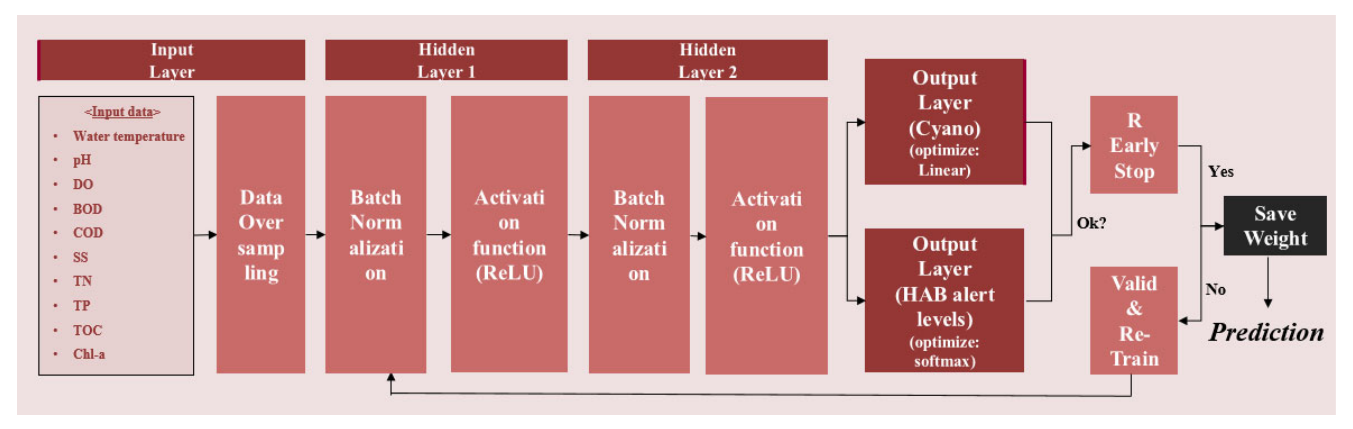 Input
Layer
Hidden
Layer 1
Hidden
Layer 2
<Input data>
• Water temperature
• pH
• DO
• BOD
• COD
• SS
• TN
• TP
• TOC
• Chl-a
Data
Over
samp
ling
Batch
Norm
alizati
on
Activati
on
function
(ReLU)
Batch
Norm
alizati
on
Activati
on
function
(ReLU)
Output
Layer
(Cyano)
(optimize:
Linear)
Output
Layer
(HAB alert
levels)
(optimize:
softmax)
Ok?
R
Early
Stop
Yes
No
Valid
&
Re-
Train
Save
Weight
Prediction